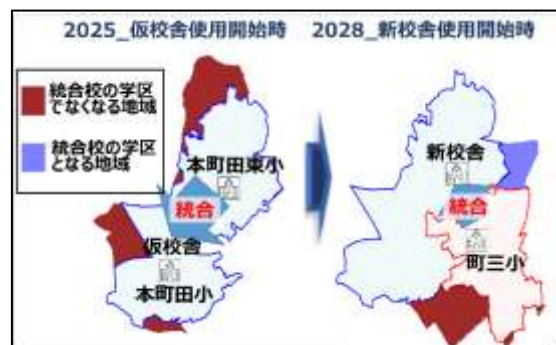 2025_仮校舎使用開始時
2028_新校舎使用開始時
統合校の学区
でなくなる地域
統合校の学区
となる地域
本町田東小
統合
仮校舎
本町田小
新校舎
統合
町三小